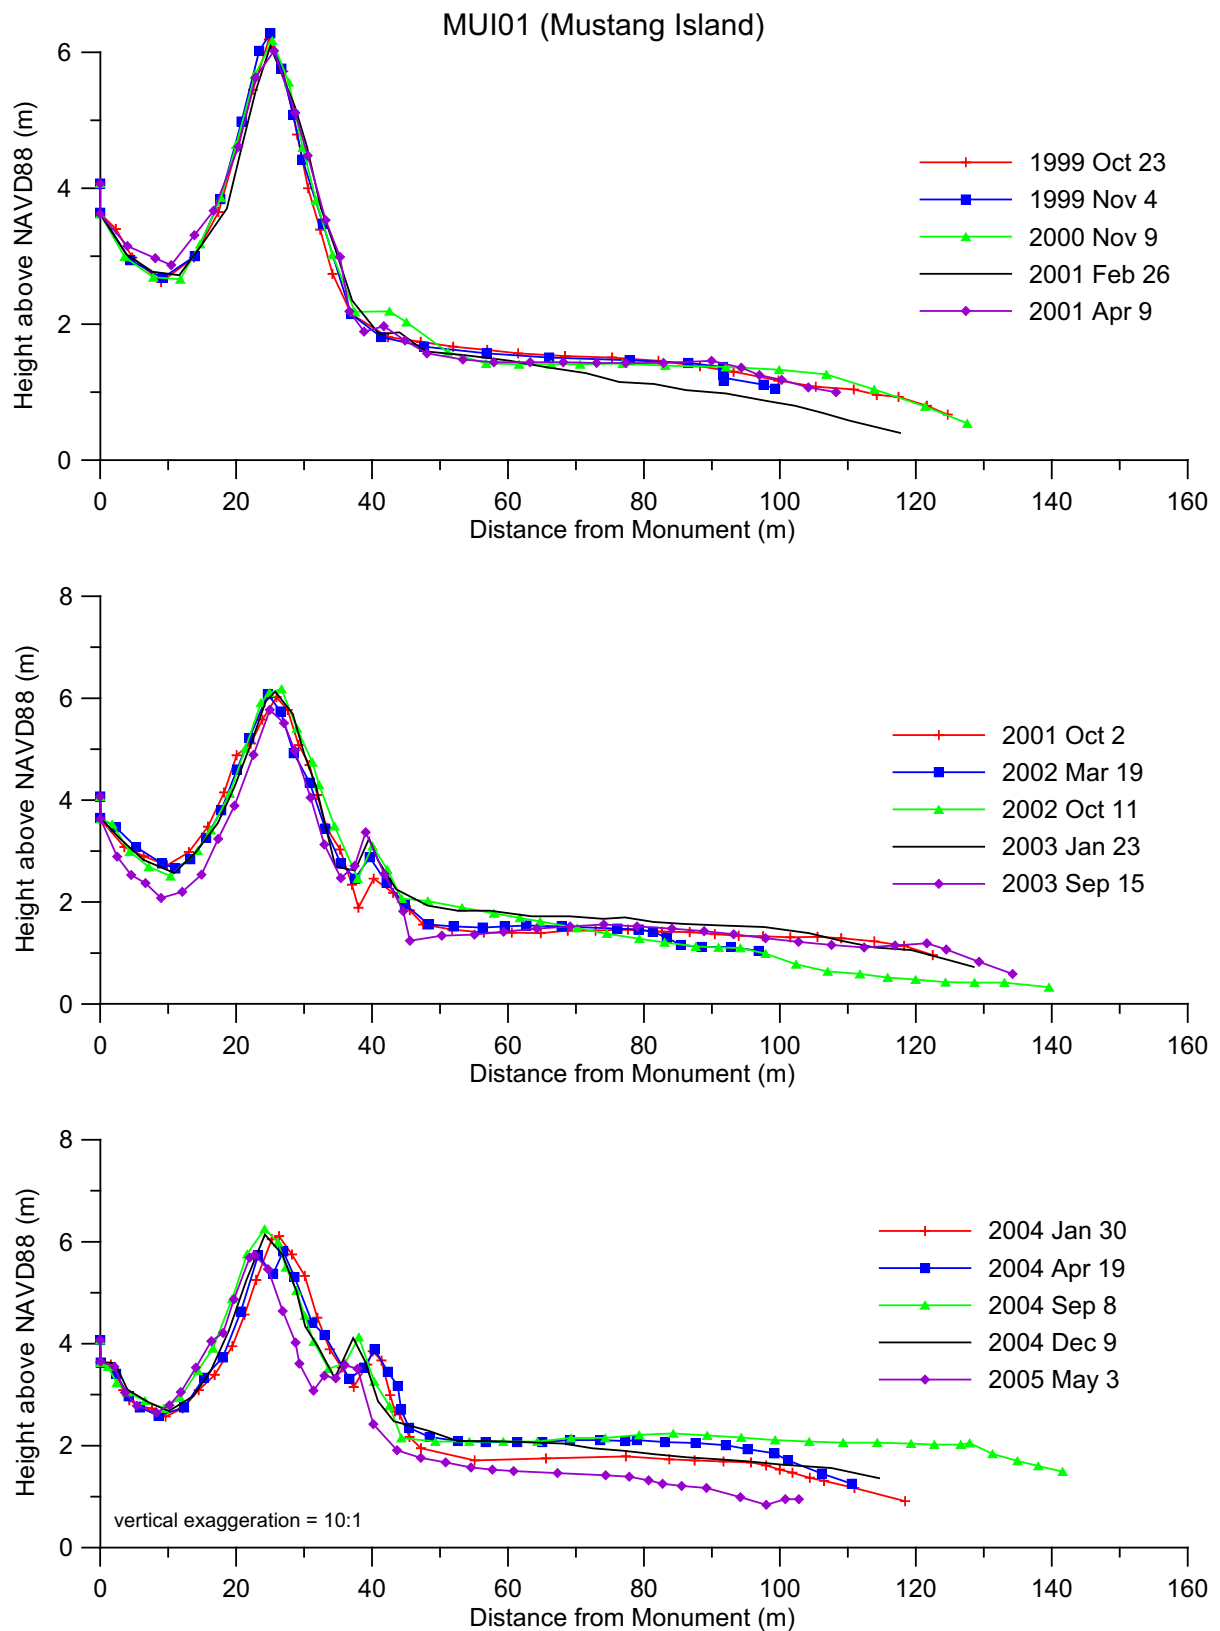 MUI01 (Mustang Island)
Height above NAVD88 (m)
6
4
2
0
1999 Oct 23
1999 Nov 4
2000 Nov 9
2001 Feb 26
2001 Apr 9
0 20 40 60 80 100 120 140 160
Distance from Monument (m)
Height above NAVD88 (m)
8
6
4
2
0
2001 Oct 2
2002 Mar 19
2002 Oct 11
2003 Jan 23
2003 Sep 15
0 20 40 60 80 100 120 140 160
Distance from Monument (m)
Height above NAVD88 (m)
8
6
4
2
0
2004 Jan 30
2004 Apr 19
2004 Sep 8
2004 Dec 9
2005 May 3
vertical exaggeration = 10:1
0 20 40 60 80 100 120 140 160
Distance from Monument (m)